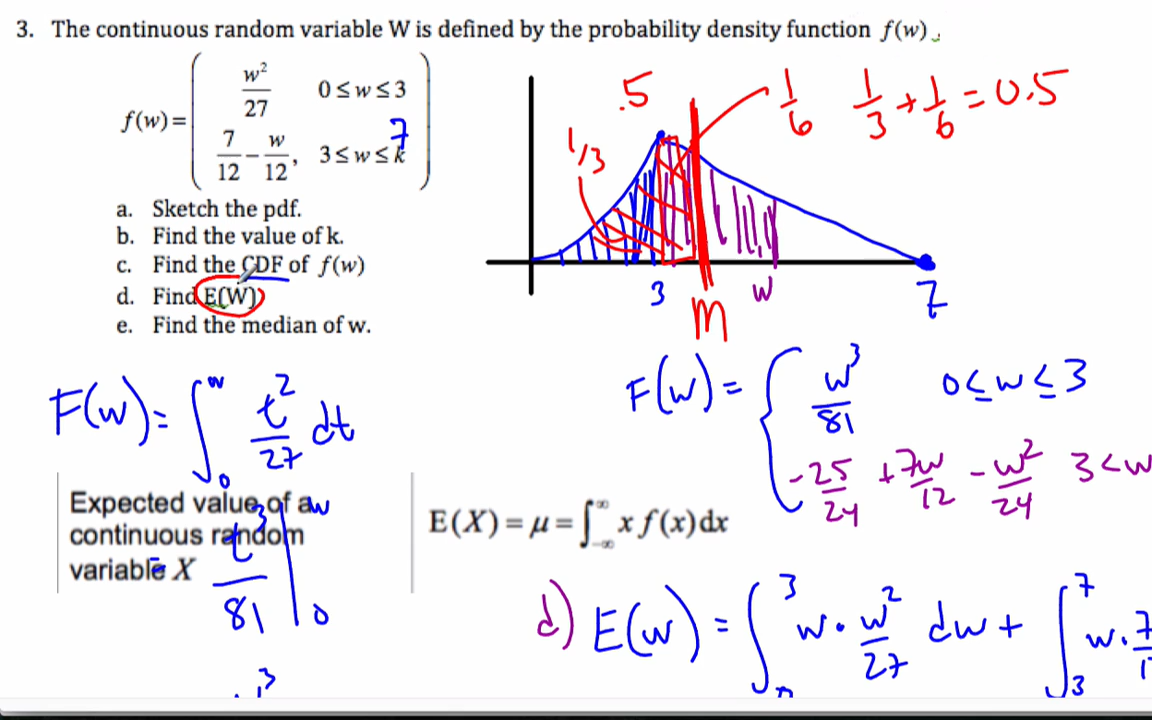 3. The continuous random variable W is defined by the probability density function f(w).
f(w) = w²/27 0 ≤ w ≤ 3
7/12 − w/12, 3 ≤ w ≤ k 7
a. Sketch the pdf.
b. Find the value of k.
c. Find the CDF of f(w)
d. Find E(W)
e. Find the median of w.
.5 1/6 1/3 + 1/6 = 0.5
1/3
3 m w 7
F(w) = ∫₀ʷ t²/27 dt
t³/81 |₀ʷ
w³
F(w) = { w³/81 0 ≤ w ≤ 3
-25/24 + 7w/12 - w²/24 3 < w
Expected value of a
continuous random
variable X
E(X) = μ = ∫₋∞^∞ x f(x) dx
d) E(w) = ∫₀³ w · w²/27 dw + ∫₃⁷ w · 7/1